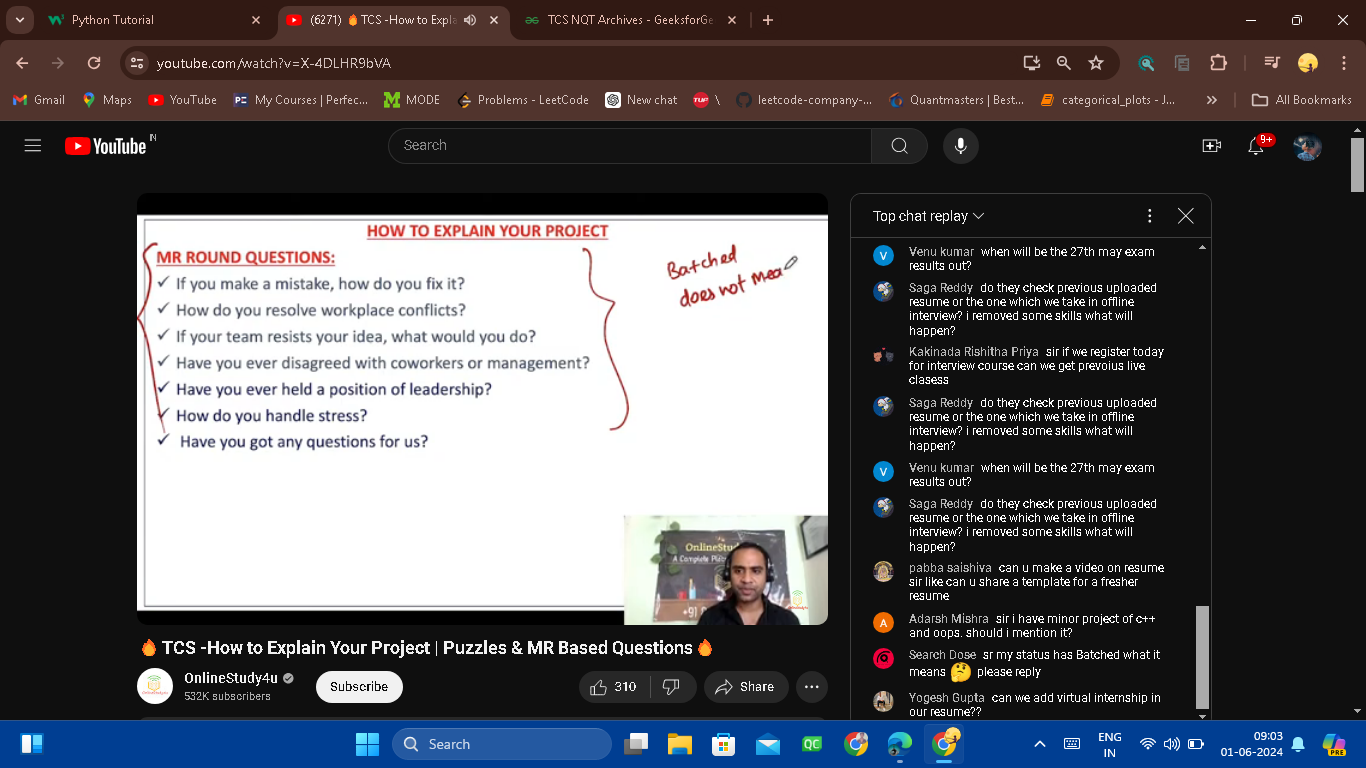 Python Tutorial
(6271) 🔥TCS -How to Expla
TCS NQT Archives - GeeksforGe
youtube.com/watch?v=X-4DLHR9bVA
Gmail
Maps
YouTube
My Courses | Perfec...
MODE
Problems - LeetCode
New chat
TUF
\
leetcode-company-...
Quantmasters | Best...
categorical_plots - J...
»
All Bookmarks
YouTube IN
Search
9+
HOW TO EXPLAIN YOUR PROJECT
MR ROUND QUESTIONS:
✓ If you make a mistake, how do you fix it?
✓ How do you resolve workplace conflicts?
✓ If your team resists your idea, what would you do?
✓ Have you ever disagreed with coworkers or management?
✓ Have you ever held a position of leadership?
✓ How do you handle stress?
✓ Have you got any questions for us?
Batched
does not mea
OnlineStu
+91
🔥 TCS -How to Explain Your Project | Puzzles & MR Based Questions 🔥
OnlineStudy4u
532K subscribers
Subscribe
310
Share
Top chat replay
Venu kumar when will be the 27th may exam
results out?
Saga Reddy do they check previous uploaded
resume or the one which we take in offline
interview? i removed some skills what will
happen?
Kakinada Rishitha Priya sir if we register today
for interview course can we get prevoius live
clasess
Saga Reddy do they check previous uploaded
resume or the one which we take in offline
interview? i removed some skills what will
happen?
Venu kumar when will be the 27th may exam
results out?
Saga Reddy do they check previous uploaded
resume or the one which we take in offline
interview? i removed some skills what will
happen?
pabba saishiva can u make a video on resume
sir like can u share a template for a fresher
resume
Adarsh Mishra sir i have minor project of c++
and oops. should i mention it?
Search Dose sr my status has Batched what it
means 🤔 please reply
Yogesh Gupta can we add virtual internship in
our resume??
Search
QC
ENG
IN
09:03
01-06-2024
PRE